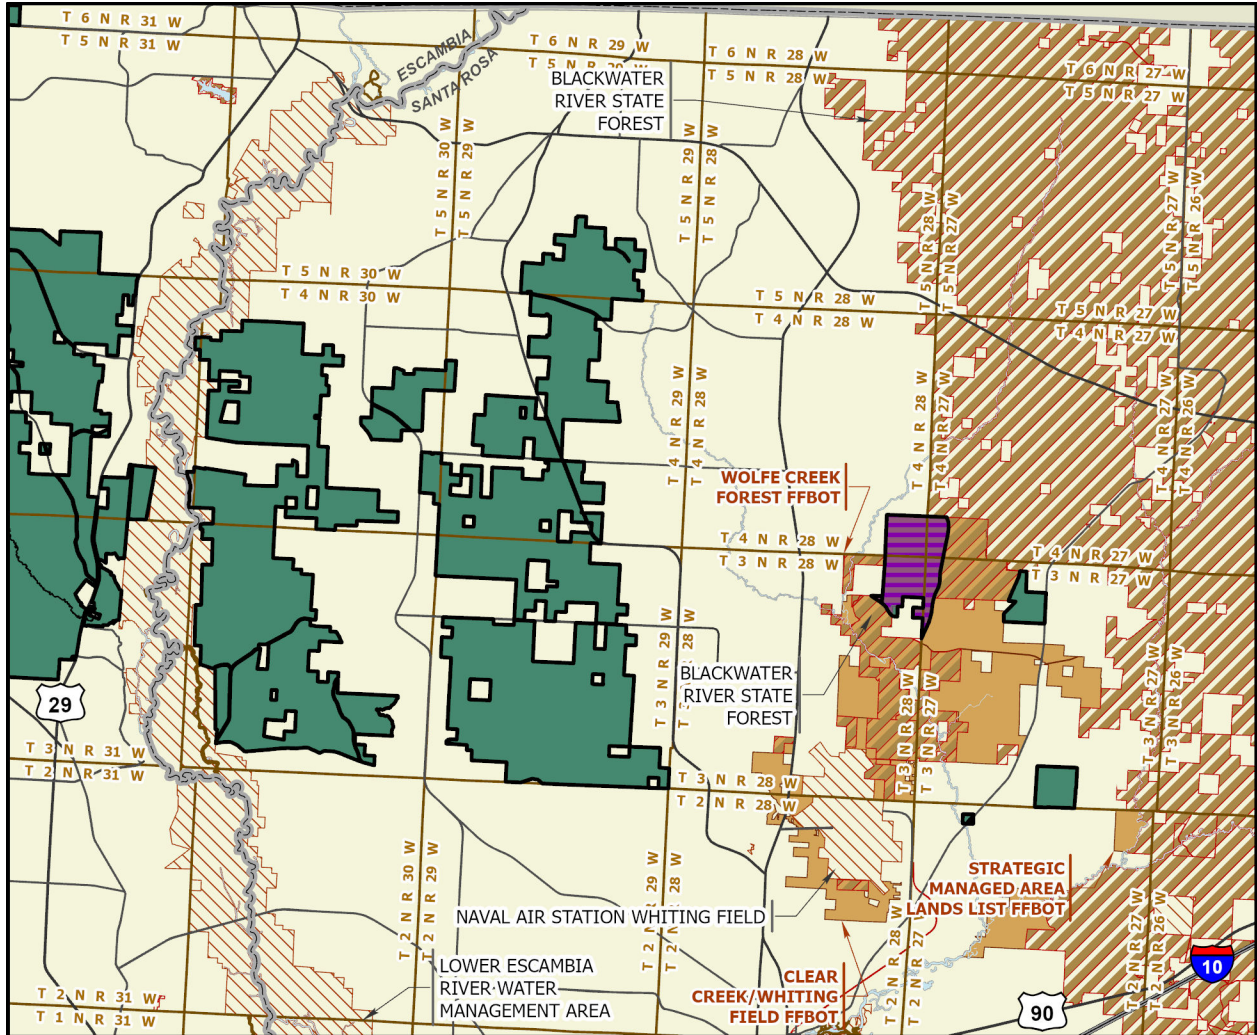 T 6 N R 31 W
T 5 N R 31 W
ESCAMBIA
SANTA ROSA
T 6 N R 29 W
T 5 N R 29 W
T 6 N R 28 W
T 5 N R 28 W
T 6 N R 27 W
T 5 N R 27 W
BLACKWATER
RIVER STATE
FOREST
T 5 N R 30 W
T 5 N R 29 W
T 5 N R 29 W
T 5 N R 28 W
T 5 N R 28 W
T 5 N R 27 W
T 5 N R 27 W
T 5 N R 26 W
T 5 N R 30 W
T 4 N R 30 W
T 5 N R 28 W
T 4 N R 28 W
T 5 N R 27 W
T 4 N R 27 W
T 4 N R 29 W
T 4 N R 28 W
T 4 N R 28 W
T 4 N R 27 W
T 4 N R 27 W
T 4 N R 26 W
WOLFE CREEK
FOREST FFBOT
T 4 N R 28 W
T 3 N R 28 W
T 4 N R 27 W
T 3 N R 27 W
BLACKWATER
RIVER STATE
FOREST
T 3 N R 29 W
T 3 N R 28 W
T 3 N R 27 W
T 3 N R 27 W
T 3 N R 26 W
29
T 3 N R 31 W
T 2 N R 31 W
T 3 N R 28 W
T 2 N R 28 W
T 2 N R 30 W
T 2 N R 29 W
T 2 N R 29 W
T 2 N R 28 W
T 2 N R 28 W
T 2 N R 27 W
T 2 N R 27 W
T 2 N R 26 W
STRATEGIC
MANAGED AREA
LANDS LIST FFBOT
NAVAL AIR STATION WHITING FIELD
LOWER ESCAMBIA
RIVER WATER
MANAGEMENT AREA
CLEAR
CREEK/WHITING
FIELD FFBOT
10
90
T 2 N R 31 W
T 1 N R 31 W